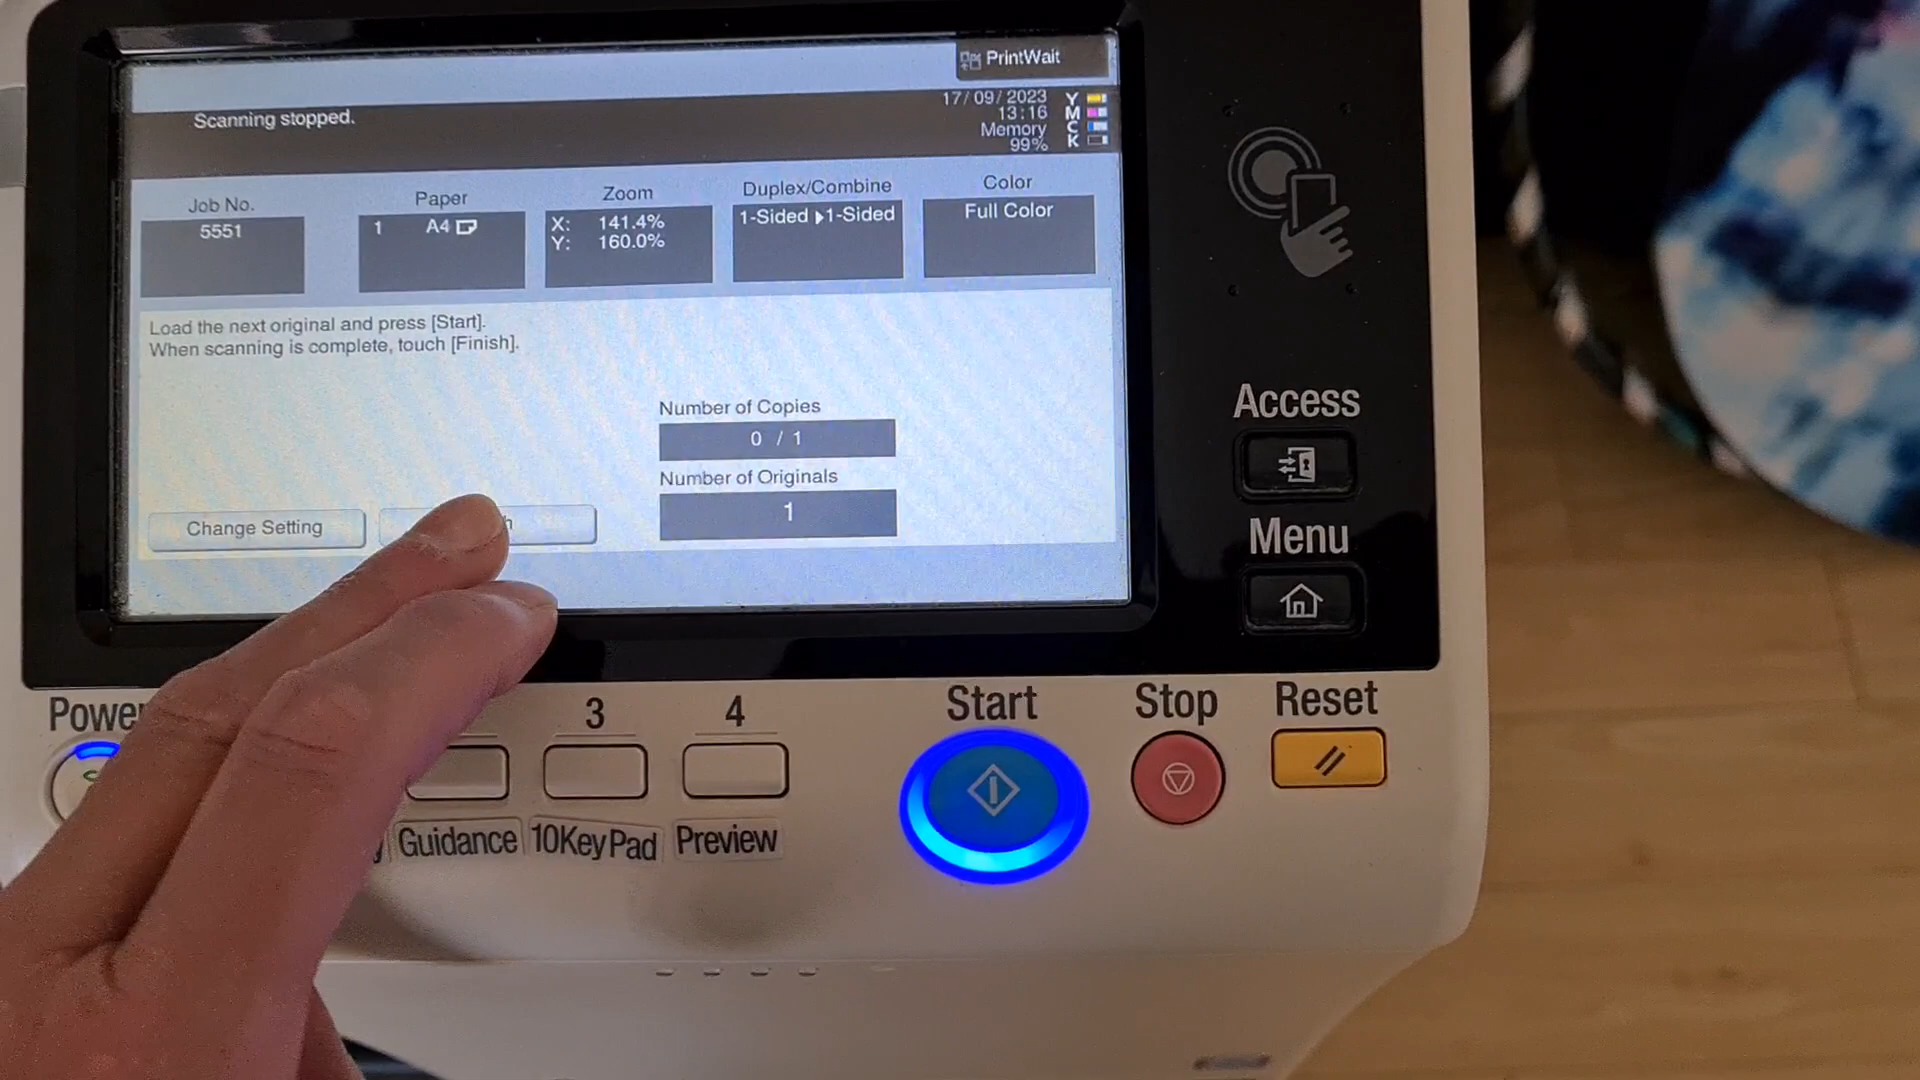 PrintWait
Scanning stopped.
17/09/2023
13:16
Memory
99%
Y
M
C
K
Job No.
5551
Paper
1 A4
Zoom
X: 141.4%
Y: 160.0%
Duplex/Combine
1-Sided ▶1-Sided
Color
Full Color
Load the next original and press [Start].
When scanning is complete, touch [Finish].
Number of Copies
0 / 1
Number of Originals
1
Change Setting
Access
Menu
3
4
Start
Stop
Reset
Guidance
10KeyPad
Preview